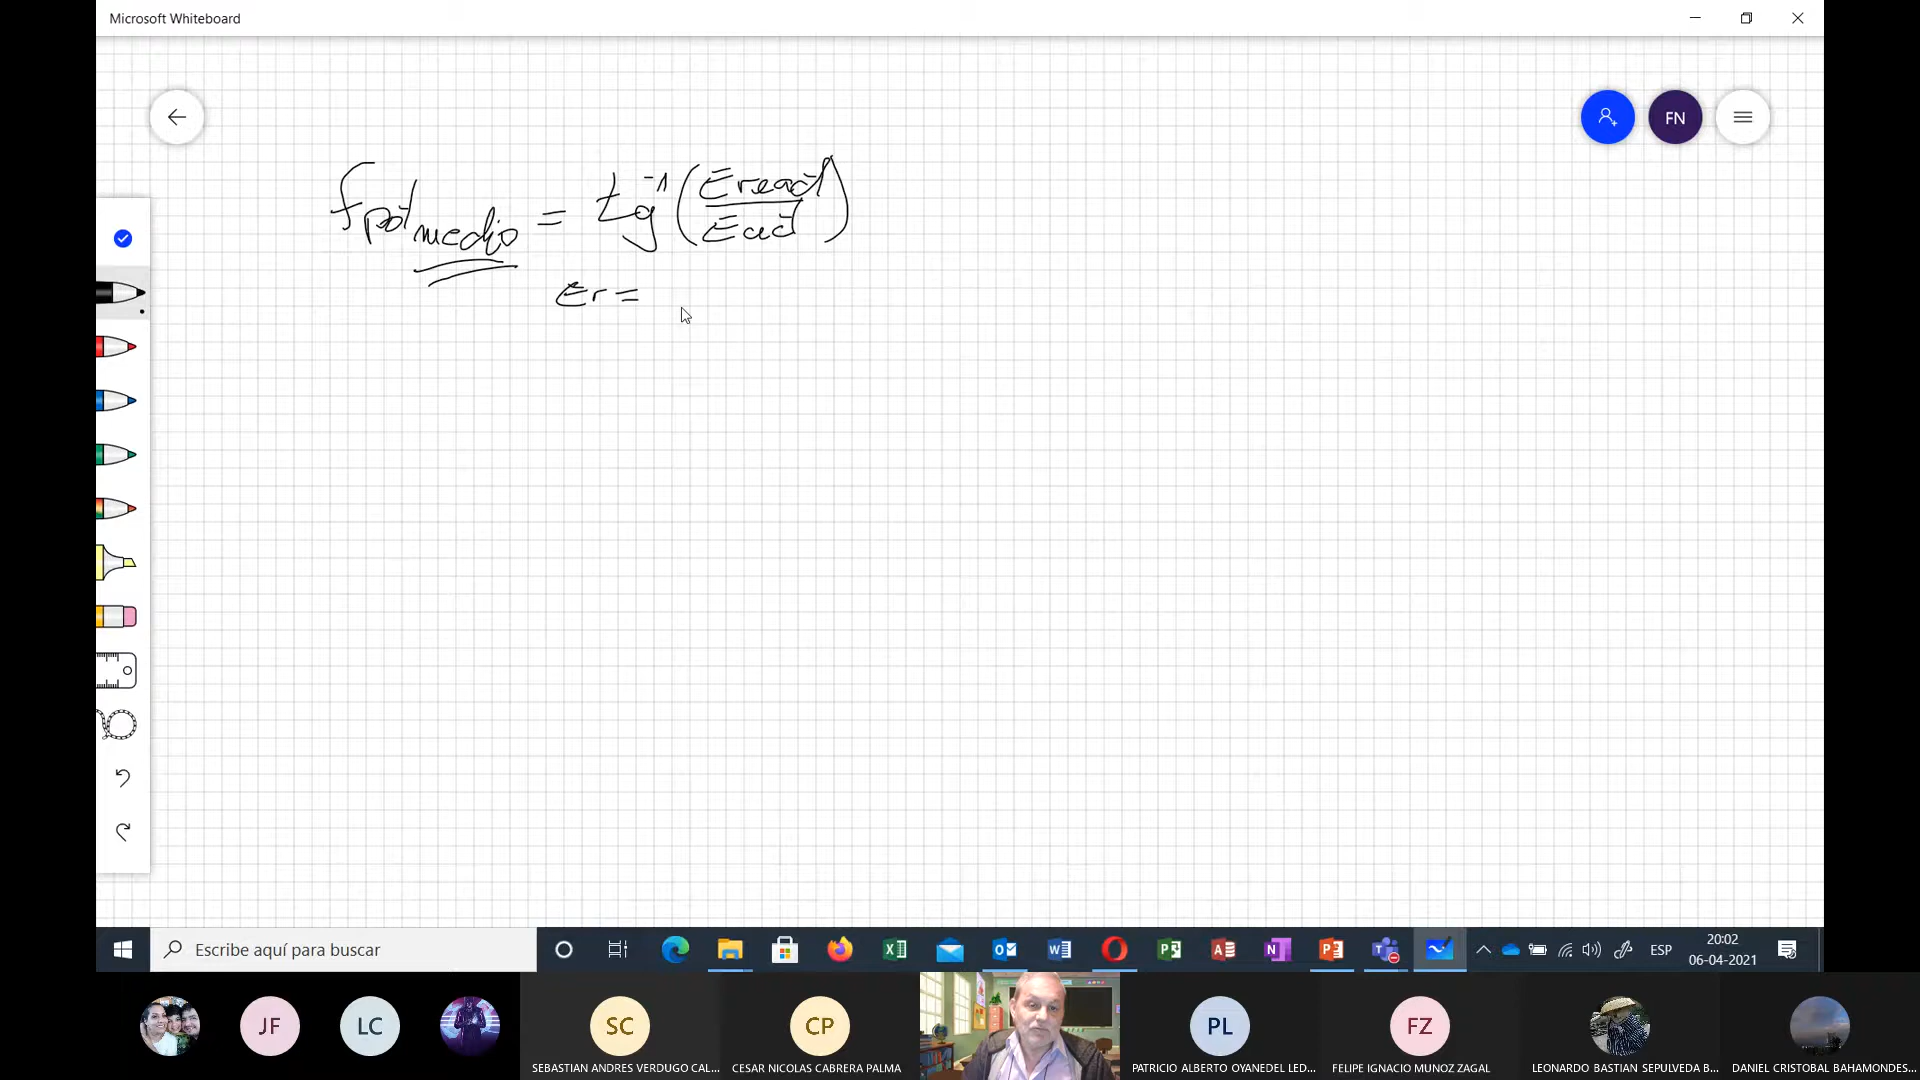 Microsoft Whiteboard
FN
fpot medio = tg⁻¹ (Ereact / Eact)
Er =
Escribe aquí para buscar
ESP
20:02
06-04-2021
JF
LC
SC
SEBASTIAN ANDRES VERDUGO CAL...
CP
CESAR NICOLAS CABRERA PALMA
PL
PATRICIO ALBERTO OYANEDEL LED...
FZ
FELIPE IGNACIO MUNOZ ZAGAL
LEONARDO BASTIAN SEPULVEDA B...
DANIEL CRISTOBAL BAHAMONDES...